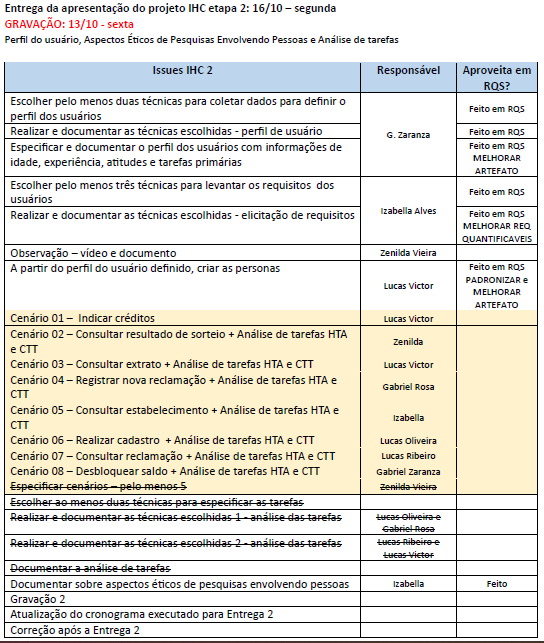 Entrega da apresentação do projeto IHC etapa 2: 16/10 – segunda
GRAVAÇÃO: 13/10 - sexta
Perfil do usuário, Aspectos Éticos de Pesquisas Envolvendo Pessoas e Análise de tarefas
Issues IHC 2 Responsável Aproveita em
RQS?
Escolher pelo menos duas técnicas para coletar dados para definir o
perfil dos usuários
Feito em RQS
Realizar e documentar as técnicas escolhidas - perfil de usuário
G. Zaranza
Feito em RQS
Especificar e documentar o perfil dos usuários com informações de
idade, experiência, atitudes e tarefas primárias
Feito em RQS
MELHORAR
ARTEFATO
Escolher pelo menos três técnicas para levantar os requisitos dos
usuários
Feito em RQS
Realizar e documentar as técnicas escolhidas - elicitação de requisitos
Izabella Alves
Feito em RQS
MELHORAR REQ
QUANTIFICAVEIS
Observação – vídeo e documento Zenilda Vieira
A partir do perfil do usuário definido, criar as personas
Lucas Victor
Feito em RQS
PADRONIZAR e
MELHORAR
ARTEFATO
Cenário 01 – Indicar créditos Lucas Victor
Cenário 02 – Consultar resultado de sorteio + Análise de tarefas HTA
e CTT
Zenilda
Cenário 03 – Consultar extrato + Análise de tarefas HTA e CTT Lucas Victor
Cenário 04 – Registrar nova reclamação + Análise de tarefas HTA e
CTT
Gabriel Rosa
Cenário 05 – Consultar estabelecimento + Análise de tarefas HTA e
CTT
Izabella
Cenário 06 – Realizar cadastro + Análise de tarefas HTA e CTT Lucas Oliveira
Cenário 07 – Consultar reclamação + Análise de tarefas HTA e CTT Lucas Ribeiro
Cenário 08 – Desbloquear saldo + Análise de tarefas HTA e CTT Gabriel Zaranza
Especificar cenários – pelo menos 5 Zenilda Vieira
Escolher ao menos duas técnicas para especificar as tarefas
Realizar e documentar as técnicas escolhidas 1 - análise das tarefas
Lucas Oliveira e
Gabriel Rosa
Realizar e documentar as técnicas escolhidas 2 - análise das tarefas
Lucas Ribeiro e
Lucas Victor
Documentar a análise de tarefas
Documentar sobre aspectos éticos de pesquisas envolvendo pessoas Izabella Feito
Gravação 2
Atualização do cronograma executado para Entrega 2
Correção após a Entrega 2